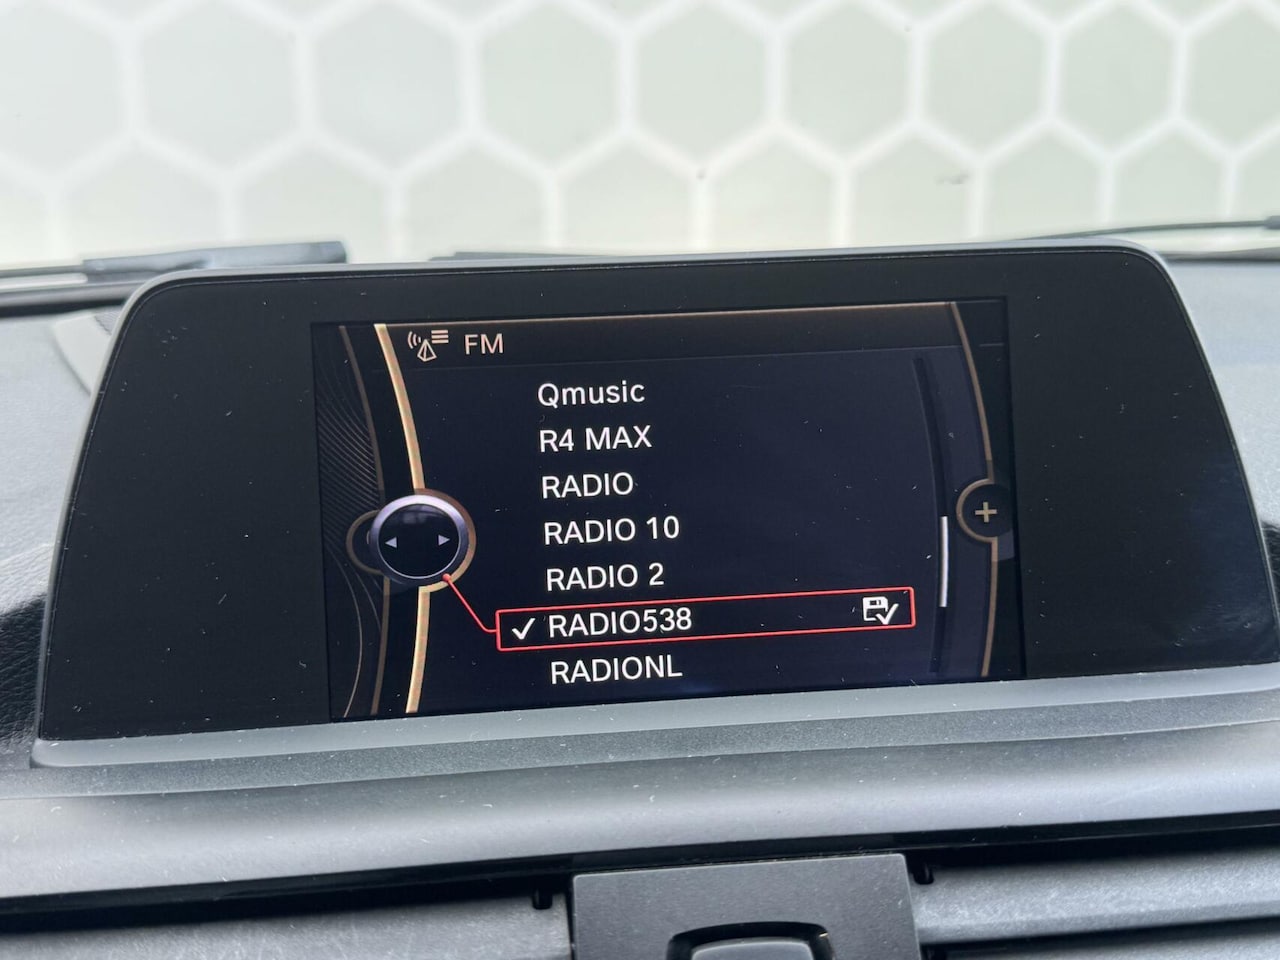 FM
Qmusic
R4 MAX
RADIO
RADIO 10
RADIO 2
RADIO538
RADIONL